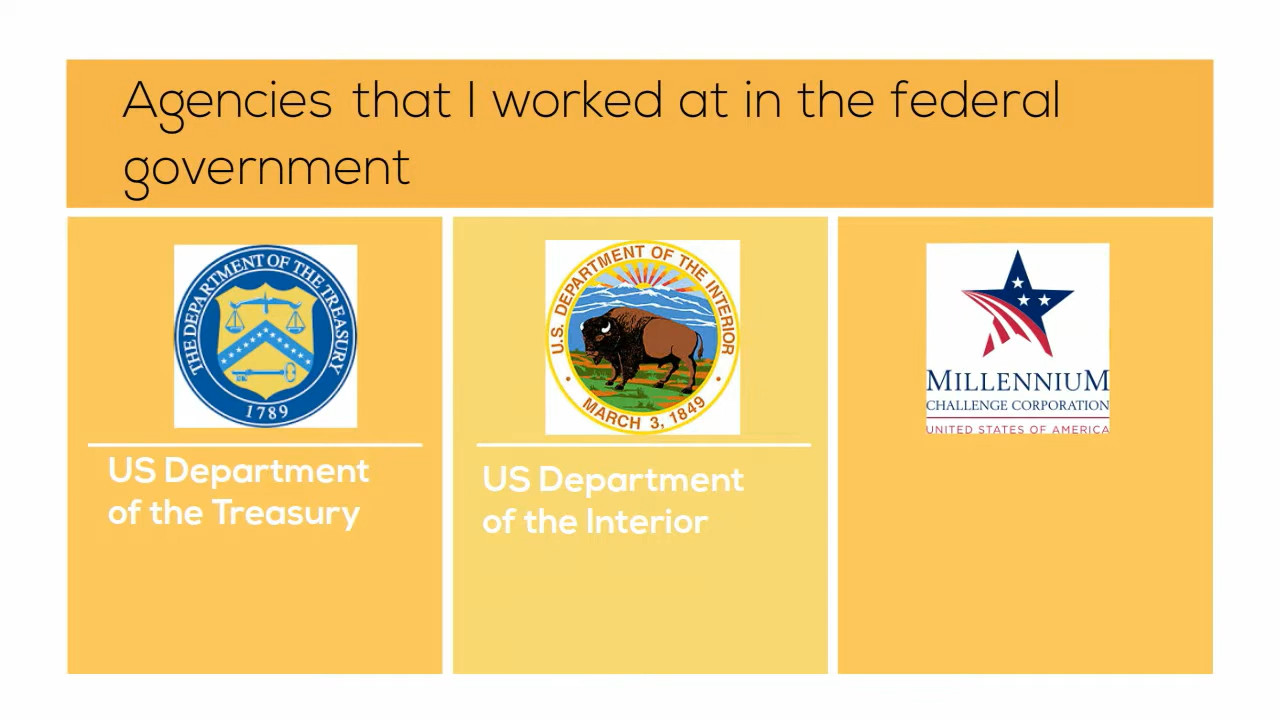 Agencies that I worked at in the federal
government
THE DEPARTMENT OF THE TREASURY
1789
US Department
of the Treasury
U.S. DEPARTMENT OF THE INTERIOR
MARCH 3, 1849
US Department
of the Interior
MILLENNIUM
CHALLENGE CORPORATION
UNITED STATES OF AMERICA